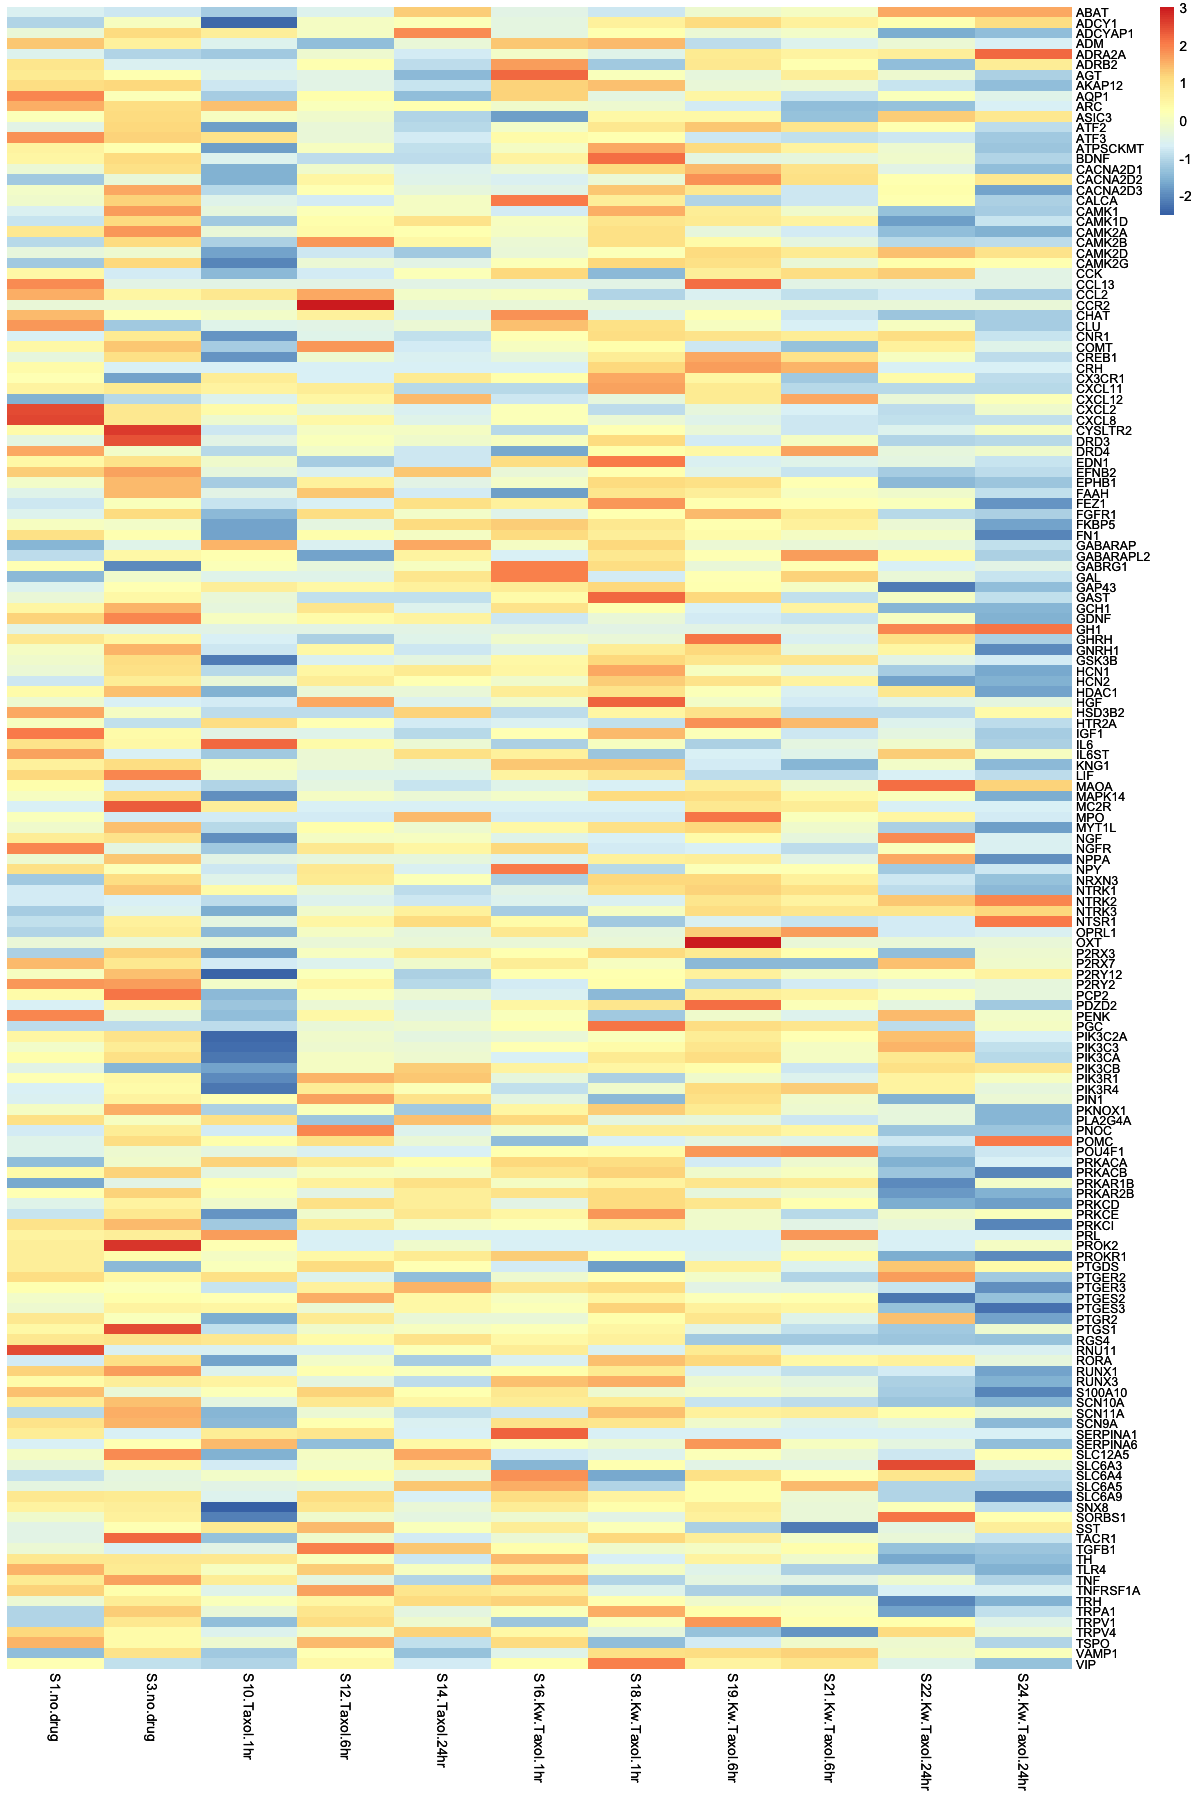 3
2
1
0
-1
-2
ABAT
ADCY1
ADCYAP1
ADM
ADRA2A
ADRB2
AGT
AKAP12
AQP1
ARC
ASIC3
ATF2
ATF3
ATPSCKMT
BDNF
CACNA2D1
CACNA2D2
CACNA2D3
CALCA
CAMK1
CAMK1D
CAMK2A
CAMK2B
CAMK2D
CAMK2G
CCK
CCL13
CCL2
CCR2
CHAT
CLU
CNR1
COMT
CREB1
CRH
CX3CR1
CXCL11
CXCL12
CXCL2
CXCL8
CYSLTR2
DRD3
DRD4
EDN1
EFNB2
EPHB1
FAAH
FEZ1
FGFR1
FKBP5
FN1
GABARAP
GABARAPL2
GABRG1
GAL
GAP43
GAST
GCH1
GDNF
GH1
GHRH
GNRH1
GSK3B
HCN1
HCN2
HDAC1
HGF
HSD3B2
HTR2A
IGF1
IL6
IL6ST
KNG1
LIF
MAOA
MAPK14
MC2R
MPO
MYT1L
NGF
NGFR
NPPA
NPY
NRXN3
NTRK1
NTRK2
NTRK3
NTSR1
OPRL1
OXT
P2RX3
P2RX7
P2RY12
P2RY2
PCP2
PDZD2
PENK
PGC
PIK3C2A
PIK3C3
PIK3CA
PIK3CB
PIK3R1
PIK3R4
PIN1
PKNOX1
PLA2G4A
PNOC
POMC
POU4F1
PRKACA
PRKACB
PRKAR1B
PRKAR2B
PRKCD
PRKCE
PRKCI
PRL
PROK2
PROKR1
PTGDS
PTGER2
PTGER3
PTGES2
PTGES3
PTGR2
PTGS1
RGS4
RNU11
RORA
RUNX1
RUNX3
S100A10
SCN10A
SCN11A
SCN9A
SERPINA1
SERPINA6
SLC12A5
SLC6A3
SLC6A4
SLC6A5
SLC6A9
SNX8
SORBS1
SST
TACR1
TGFB1
TH
TLR4
TNF
TNFRSF1A
TRH
TRPA1
TRPV1
TRPV4
TSPO
VAMP1
VIP
S1.no.drug
S3.no.drug
S10.Taxol.1hr
S12.Taxol.6hr
S14.Taxol.24hr
S16.Kw.Taxol.1hr
S18.Kw.Taxol.1hr
S19.Kw.Taxol.6hr
S21.Kw.Taxol.6hr
S22.Kw.Taxol.24hr
S24.Kw.Taxol.24hr